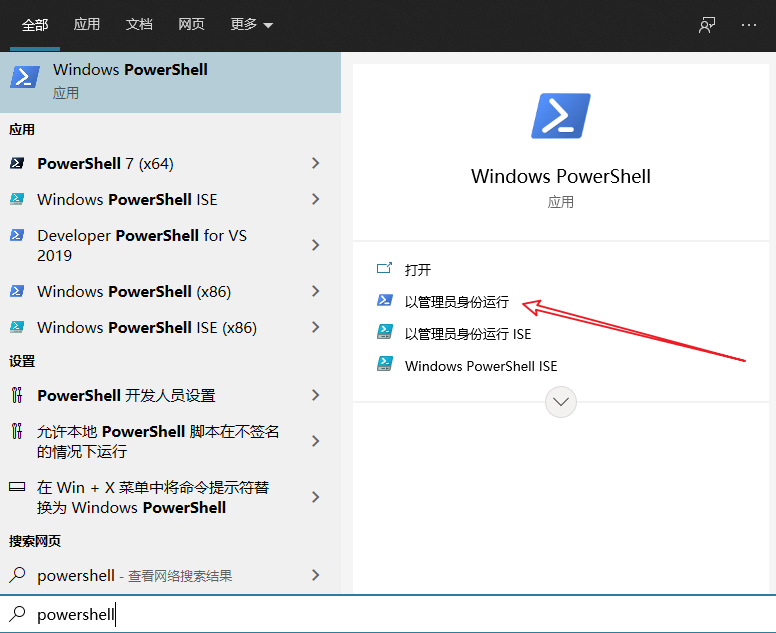 全部 应用 文档 网页 更多
Windows PowerShell
应用
应用
PowerShell 7 (x64)
Windows PowerShell ISE
Developer PowerShell for VS
2019
Windows PowerShell (x86)
Windows PowerShell ISE (x86)
设置
PowerShell 开发人员设置
允许本地 PowerShell 脚本在不签名
的情况下运行
在 Win + X 菜单中将命令提示符替
换为 Windows PowerShell
搜索网页
powershell - 查看网络搜索结果
powershell
Windows PowerShell
应用
打开
以管理员身份运行
以管理员身份运行 ISE
Windows PowerShell ISE